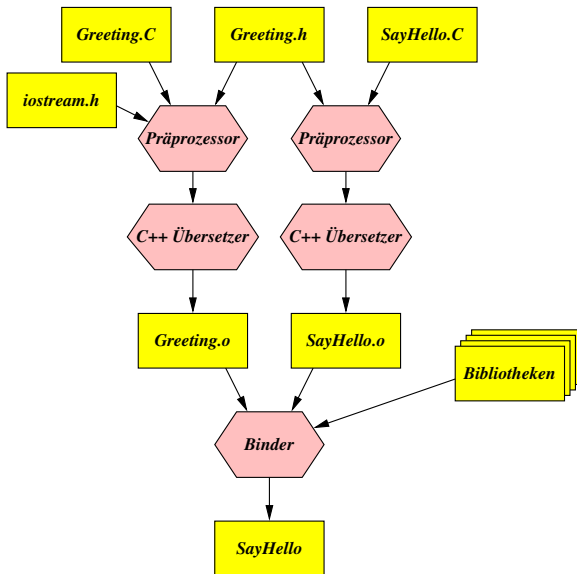 Greeting.C
Greeting.h
SayHello.C
iostream.h
Präprozessor
Präprozessor
C++ Übersetzer
C++ Übersetzer
Greeting.o
SayHello.o
Bibliotheken
Binder
SayHello